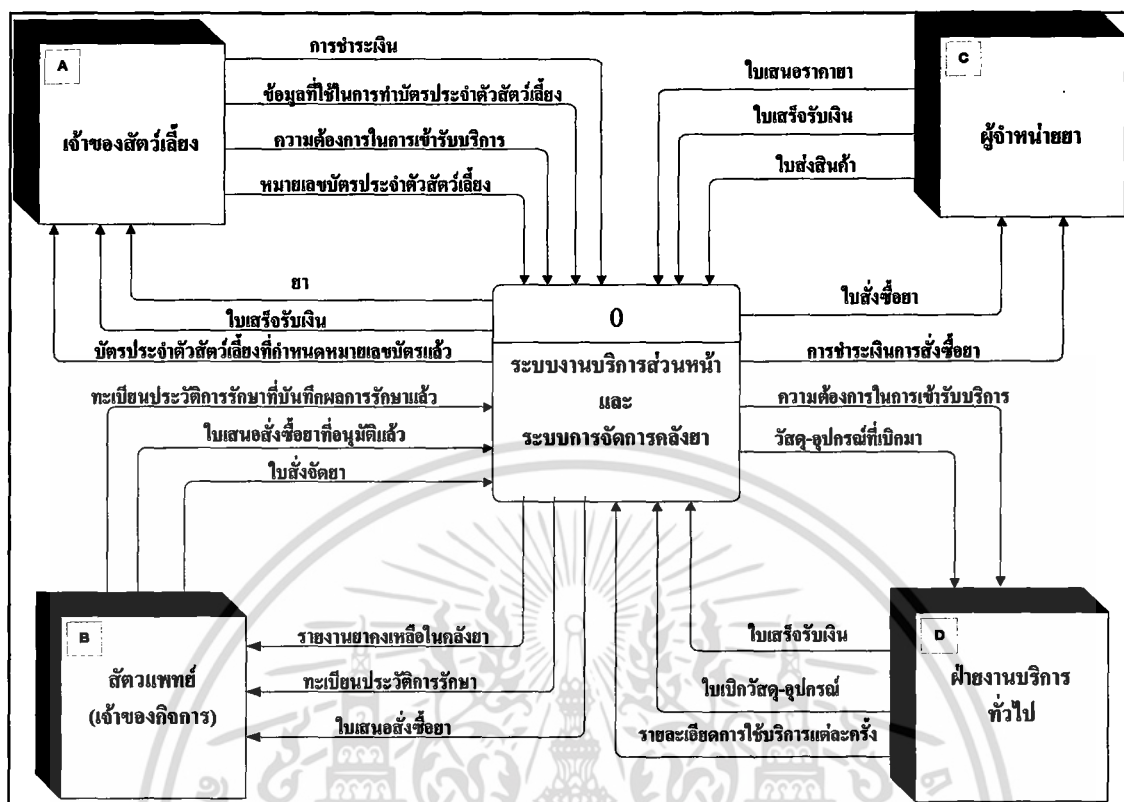 A
เจ้าของสัตว์เลี้ยง
การชำระเงิน
ข้อมูลที่ใช้ในการทำบัตรประจำตัวสัตว์เลี้ยง
ความต้องการในการเข้ารับบริการ
หมายเลขบัตรประจำตัวสัตว์เลี้ยง
C
ผู้จำหน่ายยา
ใบเสนอราคายา
ใบเสร็จรับเงิน
ใบส่งสินค้า
ยา
ใบเสร็จรับเงิน
บัตรประจำตัวสัตว์เลี้ยงที่กำหนดหมายเลขบัตรแล้ว
0
ระบบงานบริการส่วนหน้า
และ
ระบบการจัดการคลังยา
ใบสั่งซื้อยา
การชำระเงินการสั่งซื้อยา
ทะเบียนประวัติการรักษาที่บันทึกผลการรักษาแล้ว
ใบเสนอสั่งซื้อยาที่อนุมัติแล้ว
ใบสั่งจัดยา
ความต้องการในการเข้ารับบริการ
วัสดุ-อุปกรณ์ที่เบิกมา
B
สัตวแพทย์
(เจ้าของกิจการ)
รายงานยาคงเหลือในคลังยา
ทะเบียนประวัติการรักษา
ใบเสนอสั่งซื้อยา
ใบเสร็จรับเงิน
ใบเบิกวัสดุ-อุปกรณ์
รายละเอียดการใช้บริการแต่ละครั้ง
D
ฝ่ายงานบริการ
ทั่วไป